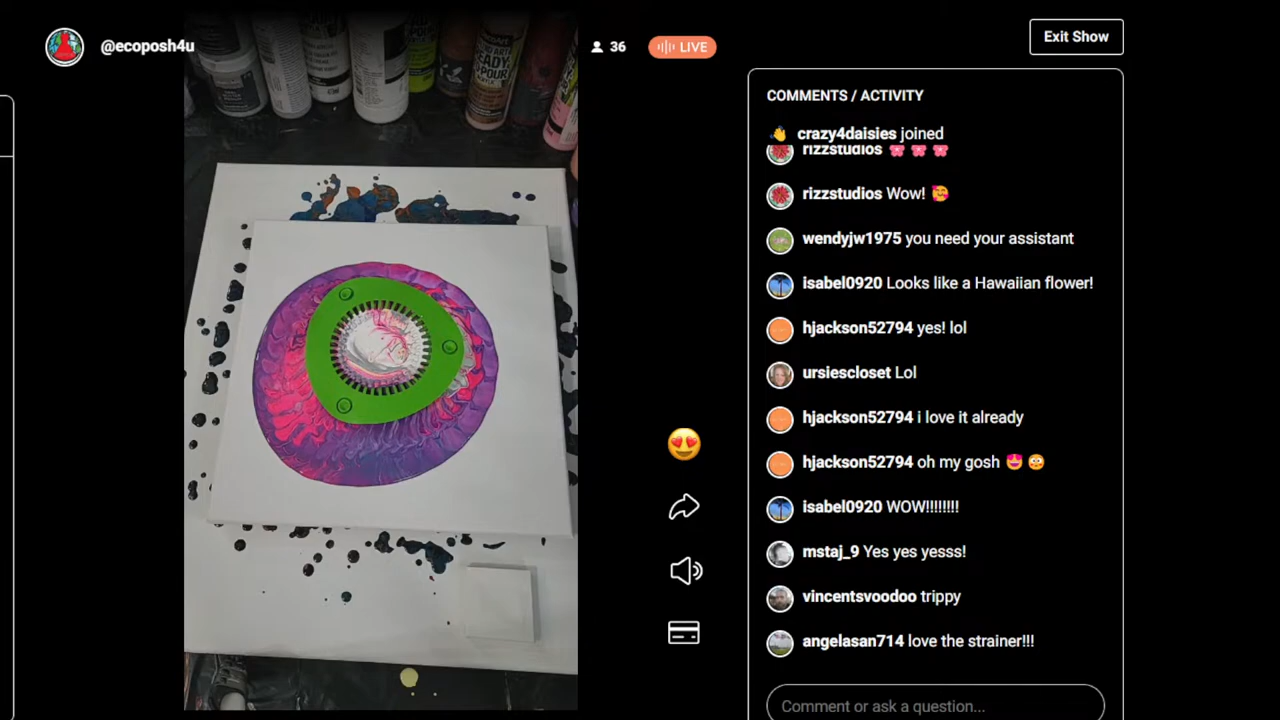 @ecoposh4u
36
LIVE
Exit Show
COMMENTS / ACTIVITY
crazy4daisies joined
rizzstudios
rizzstudios Wow!
wendyjw1975 you need your assistant
isabel0920 Looks like a Hawaiian flower!
hjackson52794 yes! lol
ursiescloset Lol
hjackson52794 i love it already
hjackson52794 oh my gosh
isabel0920 WOW!!!!!!!!
mstaj_9 Yes yes yesss!
vincentsvoodoo trippy
angelasan714 love the strainer!!!
Comment or ask a question...
READY-
POUR